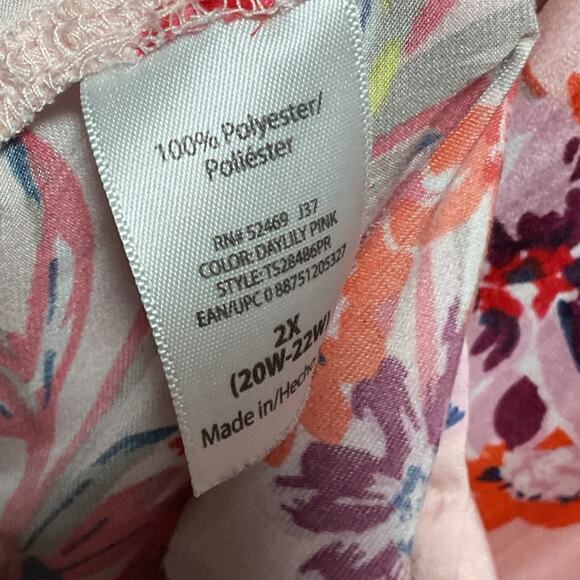 100% Polyester/
Poliéster
RN# 52469 J37
COLOR: DAYLILY PINK
STYLE: TS28486PR
EAN/UPC 0 88751205327
2X
(20W-22W)
Made in/Hecho